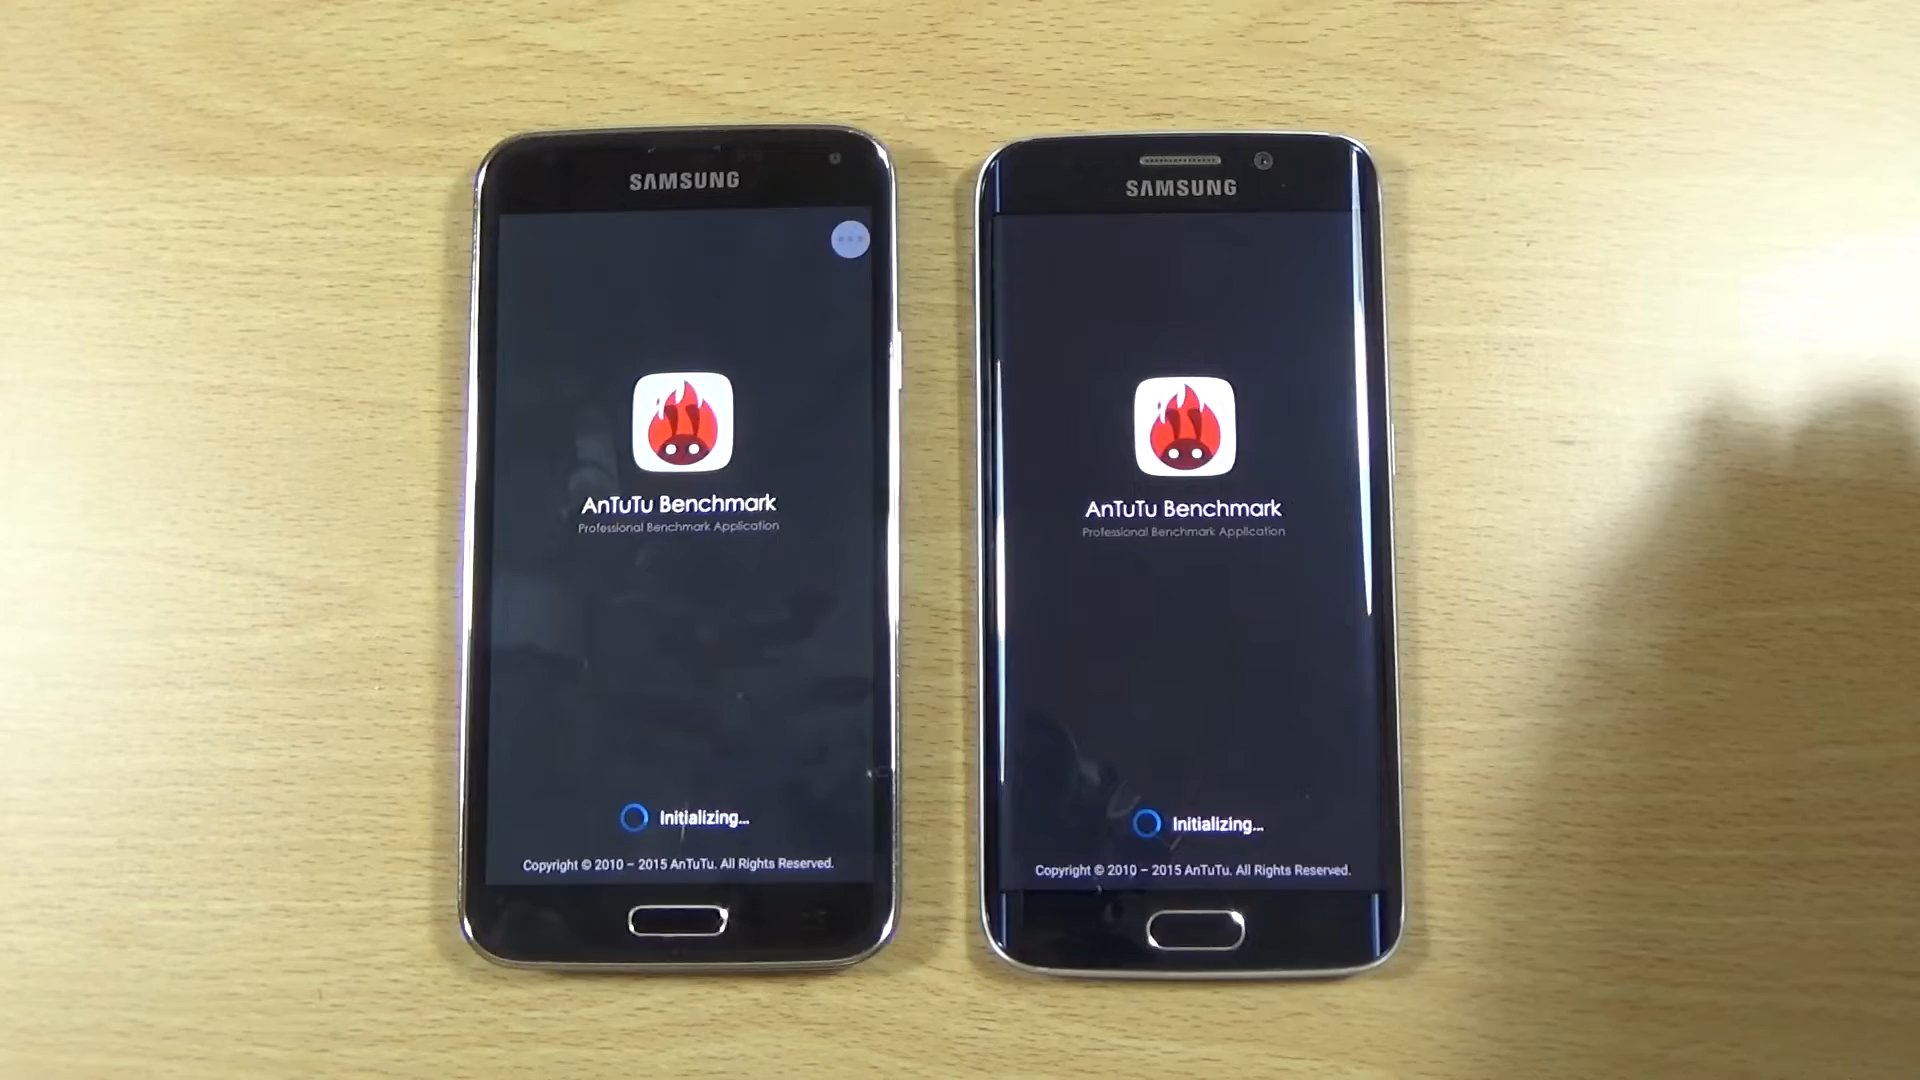 SAMSUNG
AnTuTu Benchmark
Professional Benchmark Application
Initializing...
Copyright © 2010 – 2015 AnTuTu. All Rights Reserved.
SAMSUNG
AnTuTu Benchmark
Professional Benchmark Application
Initializing...
Copyright © 2010 – 2015 AnTuTu. All Rights Reserved.